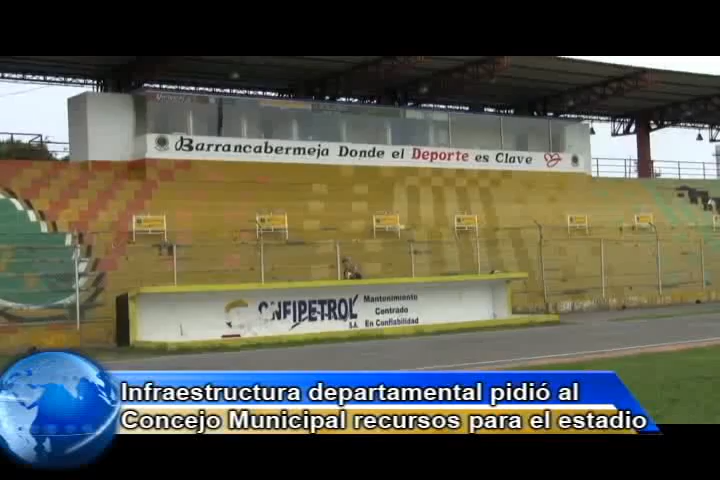 Barrancabermeja Donde el Deporte es Clave
CONFIPETROL
S.A.
Mantenimiento
Centrado
En Confiabilidad
Infraestructura departamental pidió al
Concejo Municipal recursos para el estadio